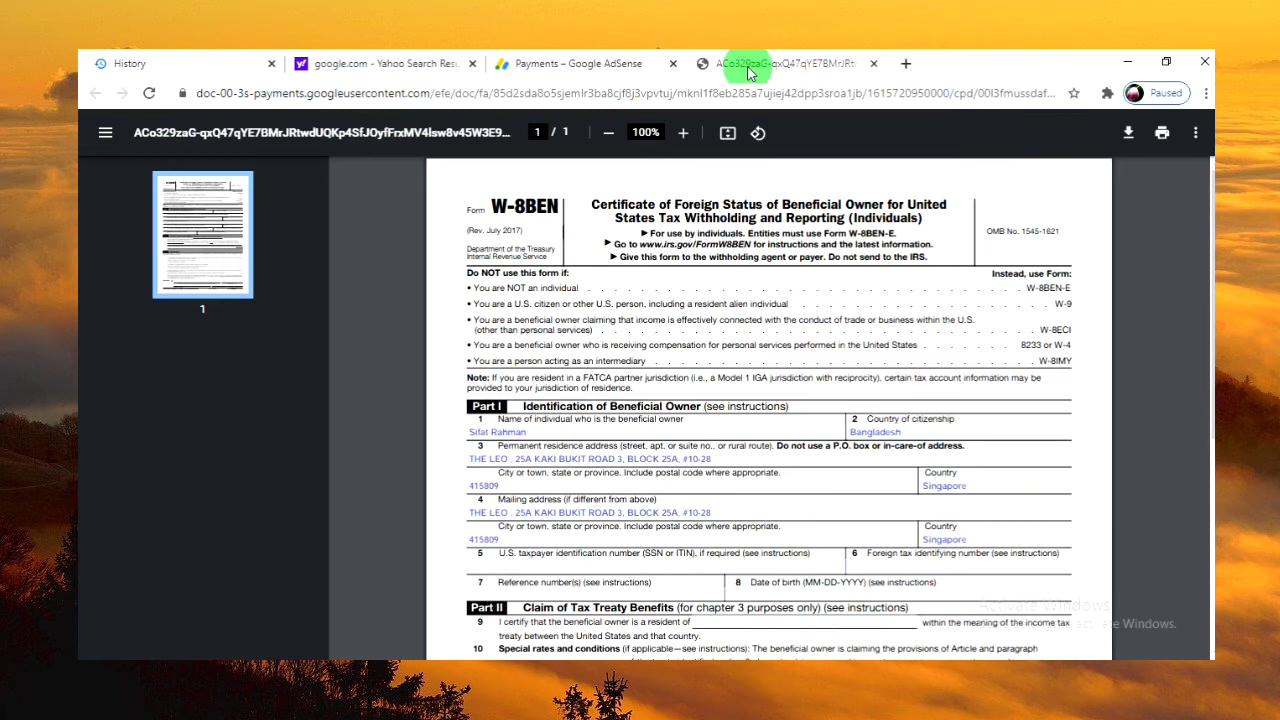 History
google.com - Yahoo Search Resu
Payments – Google AdSense
doc-00-3s-payments.googleusercontent.com/efe/doc/fa/85d2sda8o5sjemlr3ba8cjf8j3vpvtuj/mknl1f8eb285a7ujiej42dpp3sroa1jb/1615720950000/cpd/00l3fmussdaf...
Paused
ACo329zaG-qxQ47qYE7BMrJRtwdUQKp4SfJOyfFrxMV4lsw8v45W3E9...
1 / 1
100%
1
Form W-8BEN
(Rev. July 2017)
Department of the Treasury
Internal Revenue Service
Certificate of Foreign Status of Beneficial Owner for United
States Tax Withholding and Reporting (Individuals)
▶ For use by individuals. Entities must use Form W-8BEN-E.
▶ Go to www.irs.gov/FormW8BEN for instructions and the latest information.
▶ Give this form to the withholding agent or payer. Do not send to the IRS.
OMB No. 1545-1621
Do NOT use this form if: Instead, use Form:
• You are NOT an individual . . . W-8BEN-E
• You are a U.S. citizen or other U.S. person, including a resident alien individual . . . W-9
• You are a beneficial owner claiming that income is effectively connected with the conduct of trade or business within the U.S.
(other than personal services) . . . W-8ECI
• You are a beneficial owner who is receiving compensation for personal services performed in the United States . . . 8233 or W-4
• You are a person acting as an intermediary . . . W-8IMY
Note: If you are resident in a FATCA partner jurisdiction (i.e., a Model 1 IGA jurisdiction with reciprocity), certain tax account information may be
provided to your jurisdiction of residence.
Part I Identification of Beneficial Owner (see instructions)
1 Name of individual who is the beneficial owner
Sifat Rahman
2 Country of citizenship
Bangladesh
3 Permanent residence address (street, apt. or suite no., or rural route). Do not use a P.O. box or in-care-of address.
THE LEO , 25A KAKI BUKIT ROAD 3, BLOCK 25A, #10-28
City or town, state or province. Include postal code where appropriate.
415809
Country
Singapore
4 Mailing address (if different from above)
THE LEO , 25A KAKI BUKIT ROAD 3, BLOCK 25A, #10-28
City or town, state or province. Include postal code where appropriate.
415809
Country
Singapore
5 U.S. taxpayer identification number (SSN or ITIN), if required (see instructions)
6 Foreign tax identifying number (see instructions)
7 Reference number(s) (see instructions)
8 Date of birth (MM-DD-YYYY) (see instructions)
Activate Windows
Part II Claim of Tax Treaty Benefits (for chapter 3 purposes only) (see instructions)
9 I certify that the beneficial owner is a resident of within the meaning of the income tax
Windows.
treaty between the United States and that country.
10 Special rates and conditions (if applicable—see instructions): The beneficial owner is claiming the provisions of Article and paragraph